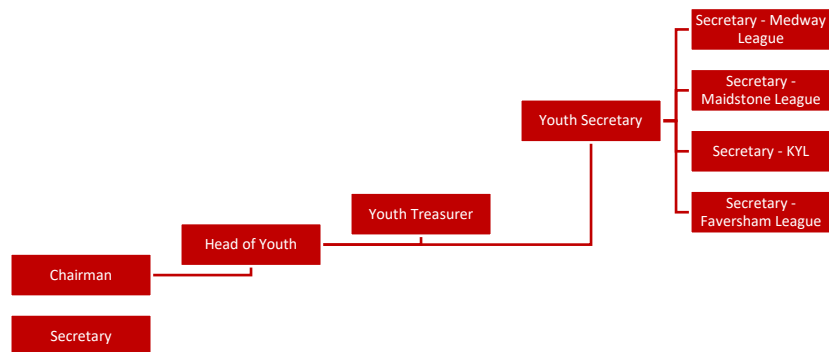 Secretary - Medway
League
Secretary -
Maidstone League
Youth Secretary
Secretary - KYL
Secretary -
Faversham League
Youth Treasurer
Head of Youth
Chairman
Secretary